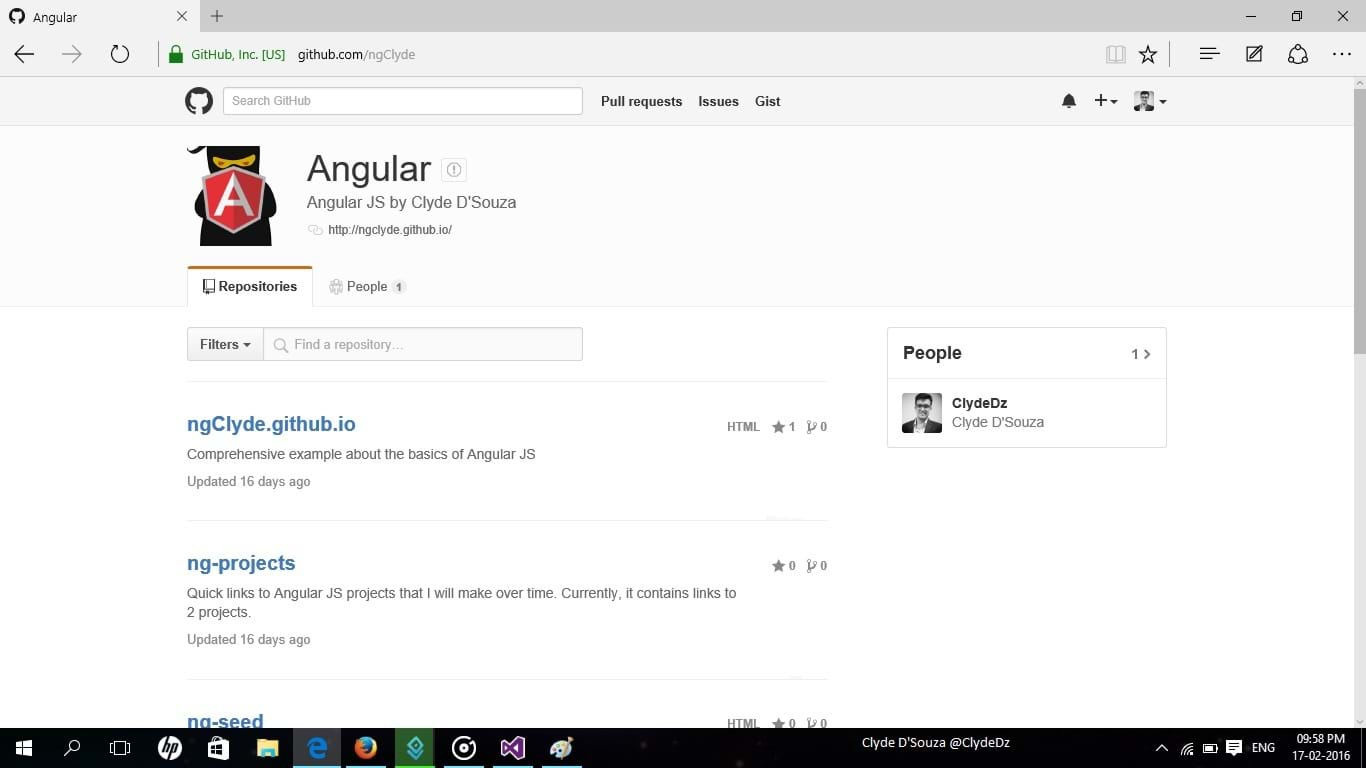 Angular
GitHub, Inc. [US] github.com/ngClyde
Search GitHub Pull requests Issues Gist
Angular
Angular JS by Clyde D'Souza
http://ngclyde.github.io/
Repositories People 1
Filters Find a repository...
People 1
ClydeDz
Clyde D'Souza
ngClyde.github.io HTML 1 0
Comprehensive example about the basics of Angular JS
Updated 16 days ago
ng-projects 0 0
Quick links to Angular JS projects that I will make over time. Currently, it contains links to
2 projects.
Updated 16 days ago
ng-seed HTML 0 0
hp
Clyde D'Souza @ClydeDz
ENG
09:58 PM
17-02-2016